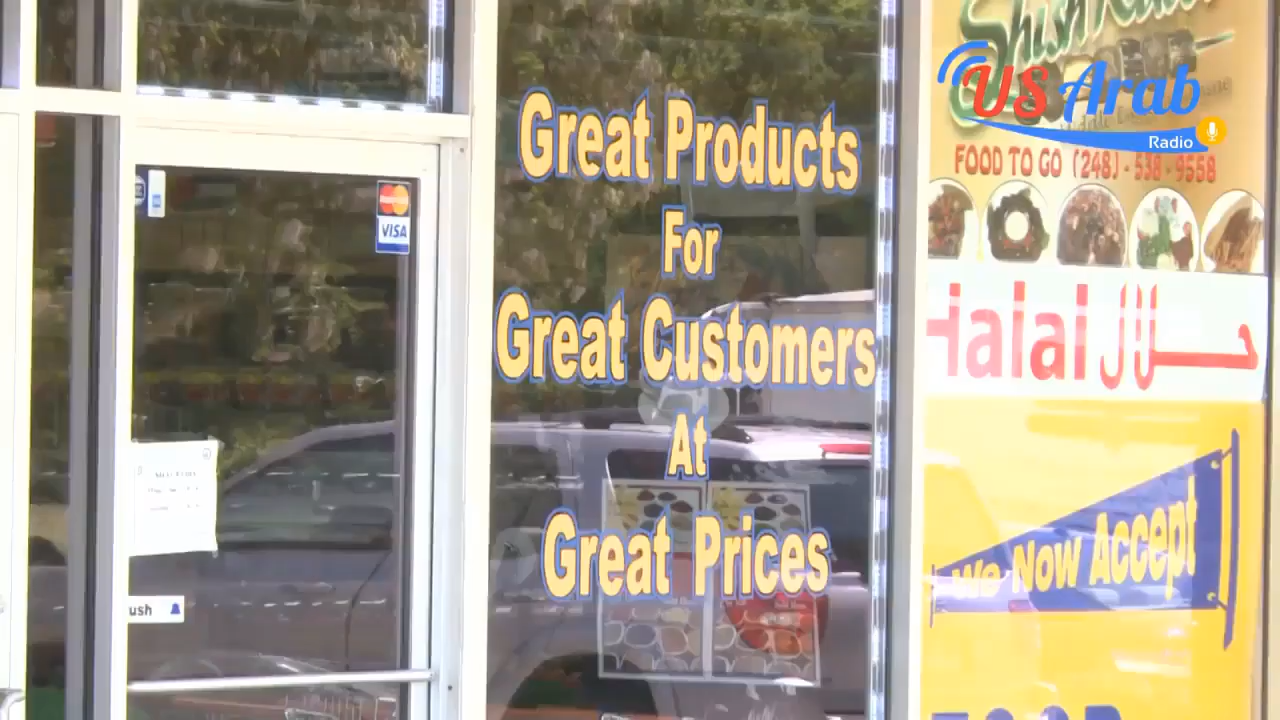 Great Products
For
Great Customers
At
Great Prices
VISA
ush
Shish
US Arab
Radio
FOOD TO GO (248) - 538 - 9558
Halal حلال
We Now Accept